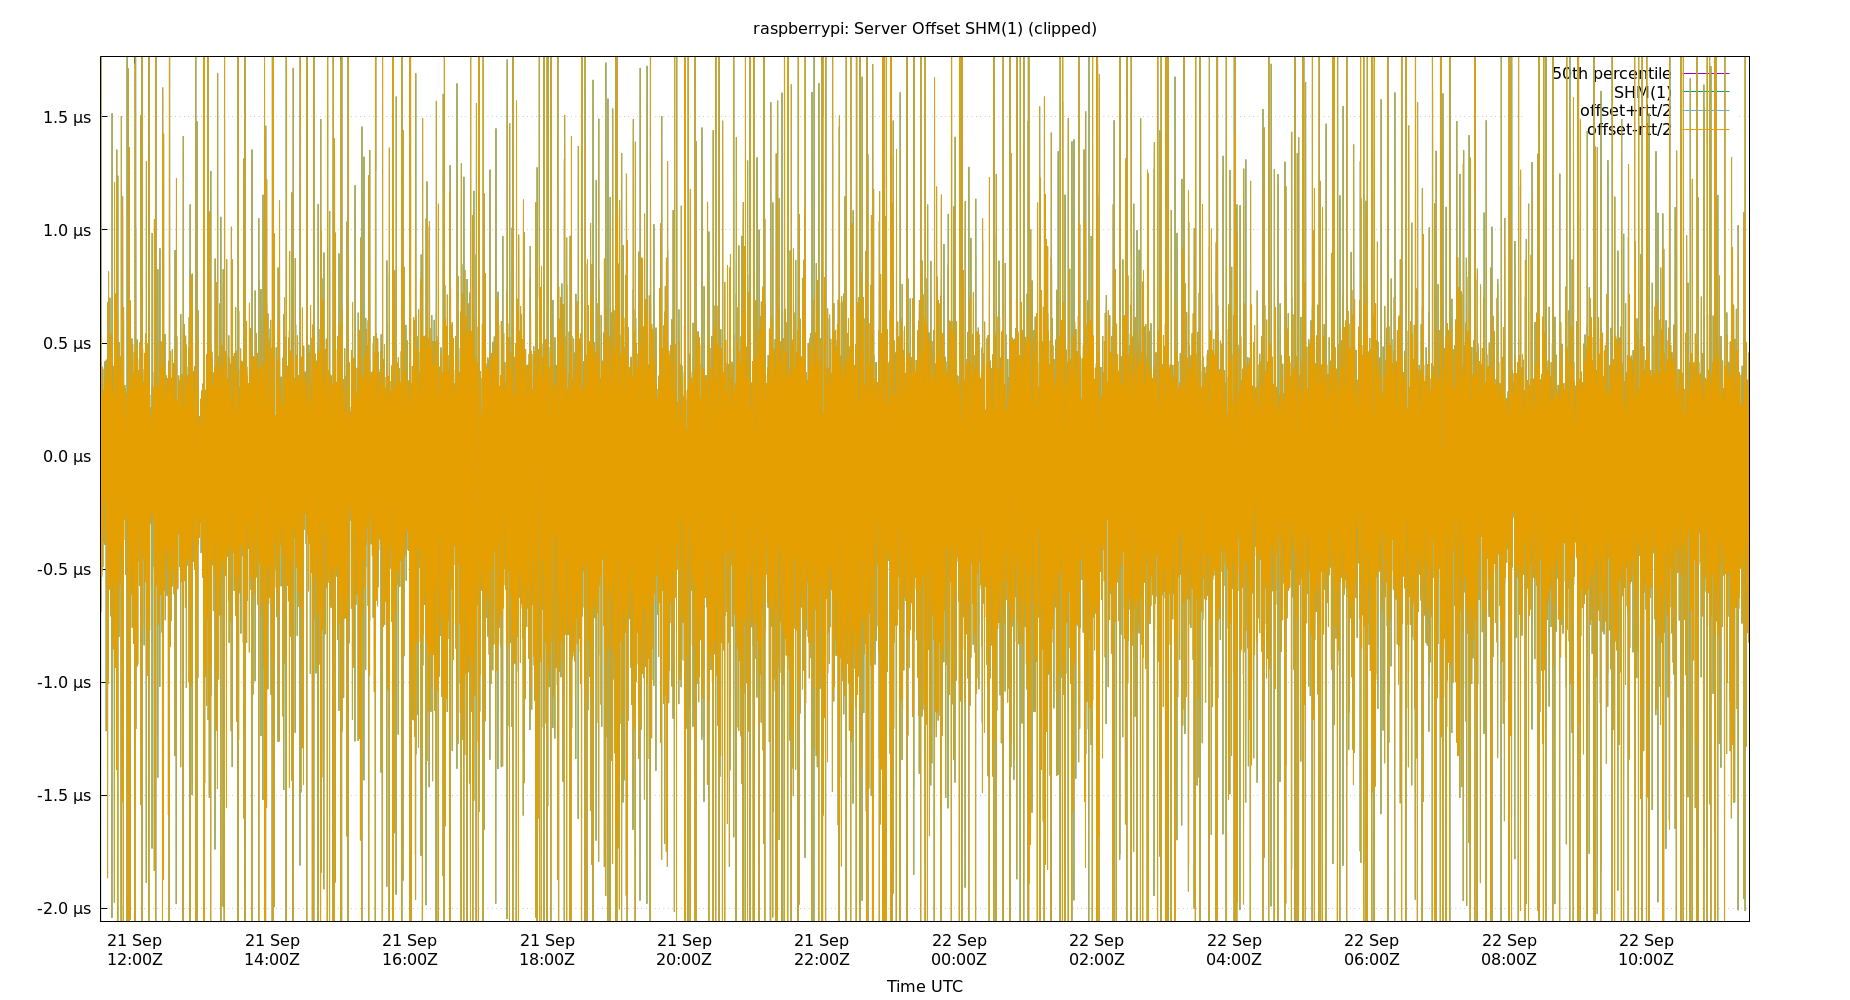 raspberrypi: Server Offset SHM(1) (clipped)
50th percentile
SHM(1)
offset+rtt/2
offset-rtt/2
1.5 µs
1.0 µs
0.5 µs
0.0 µs
-0.5 µs
-1.0 µs
-1.5 µs
-2.0 µs
21 Sep 21 Sep 21 Sep 21 Sep 21 Sep 21 Sep 22 Sep 22 Sep 22 Sep 22 Sep 22 Sep 22 Sep
12:00Z 14:00Z 16:00Z 18:00Z 20:00Z 22:00Z 00:00Z 02:00Z 04:00Z 06:00Z 08:00Z 10:00Z
Time UTC